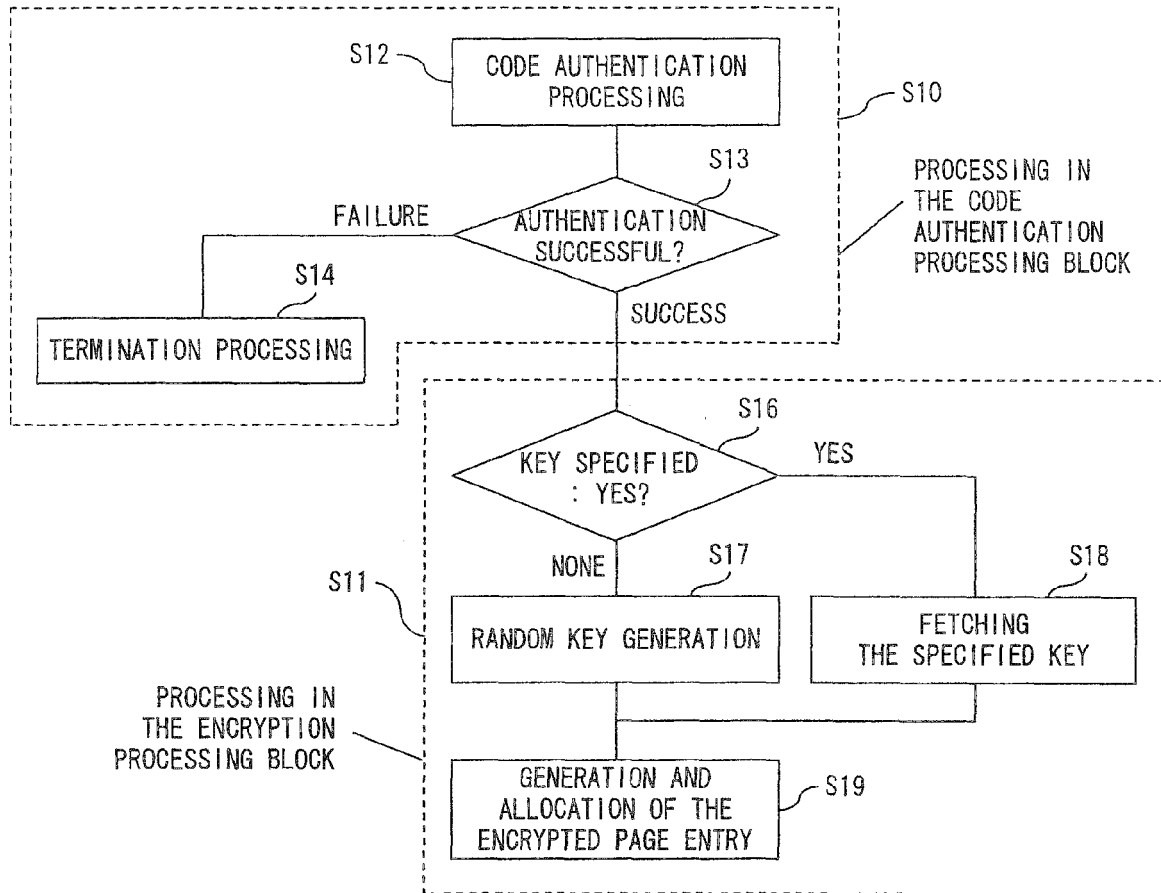 S12
CODE AUTHENTICATION
PROCESSING
S10
S13
PROCESSING IN
THE CODE
AUTHENTICATION
PROCESSING BLOCK
FAILURE
AUTHENTICATION
SUCCESSFUL?
S14
SUCCESS
TERMINATION PROCESSING
S16
KEY SPECIFIED
: YES?
YES
NONE
S17
S18
S11
RANDOM KEY GENERATION
FETCHING
THE SPECIFIED KEY
PROCESSING IN
THE ENCRYPTION
PROCESSING BLOCK
GENERATION AND
ALLOCATION OF THE
ENCRYPTED PAGE ENTRY
S19